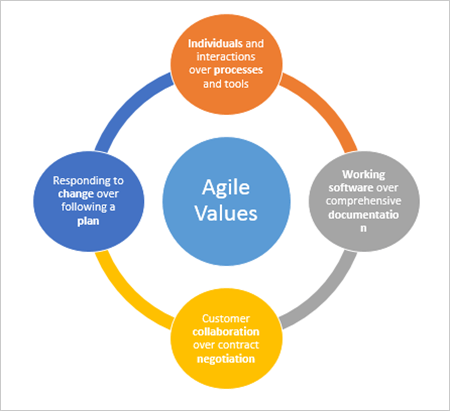 Individuals and
interactions
over processes
and tools
Responding to
change over
following a
plan
Agile
Values
Working
software over
comprehensive
documentatio
n
Customer
collaboration
over contract
negotiation